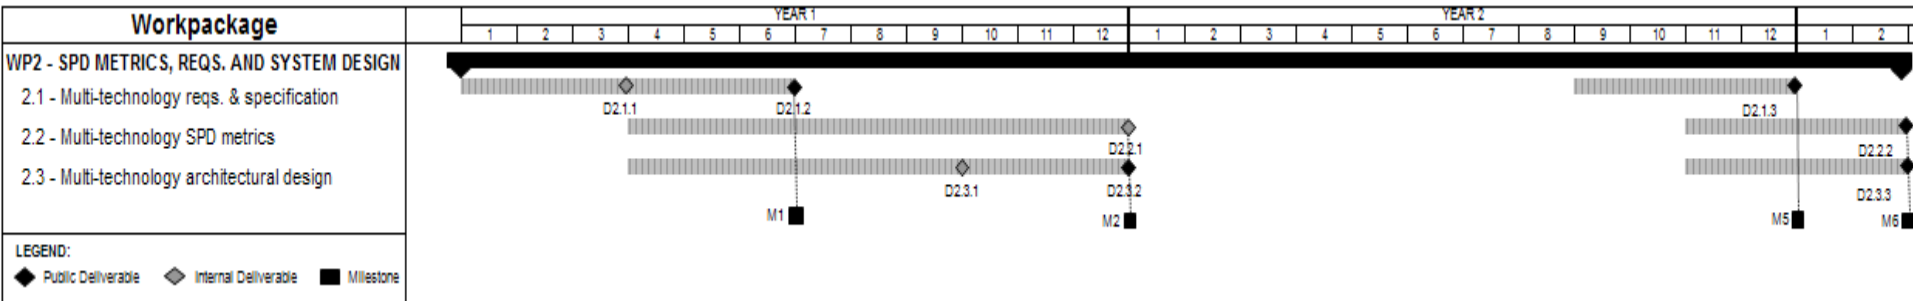 Workpackage
YEAR 1 YEAR 2
1 2 3 4 5 6 7 8 9 10 11 12 1 2 3 4 5 6 7 8 9 10 11 12 1 2
WP2 - SPD METRICS, REQS. AND SYSTEM DESIGN
2.1 - Multi-technology reqs. & specification
D2.1.1 D2.1.2 D2.1.3
2.2 - Multi-technology SPD metrics
D2.2.1 D2.2.2
2.3 - Multi-technology architectural design
D2.3.1 D2.3.2 D2.3.3
M1 M2 M5 M6
LEGEND:
Public Deliverable Internal Deliverable Milestone